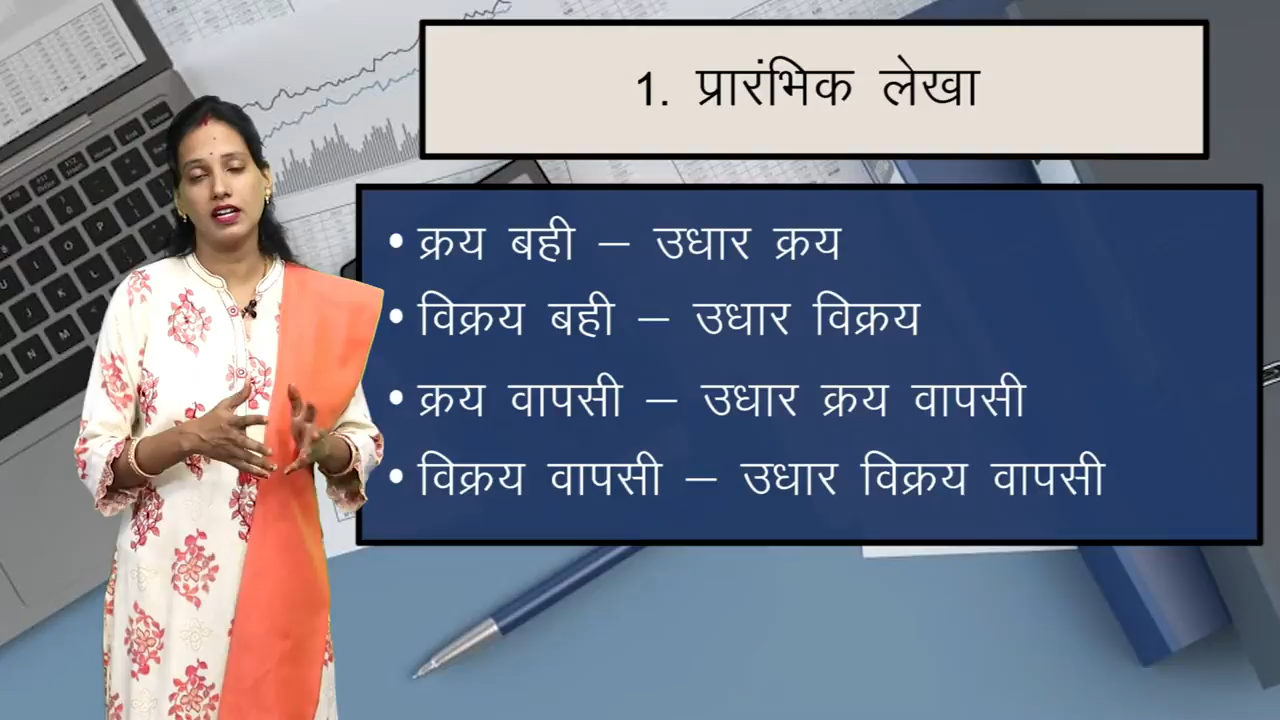 1. प्रारंभिक लेखा
• क्रय बही – उधार क्रय
• विक्रय बही – उधार विक्रय
• क्रय वापसी – उधार क्रय वापसी
• विक्रय वापसी – उधार विक्रय वापसी